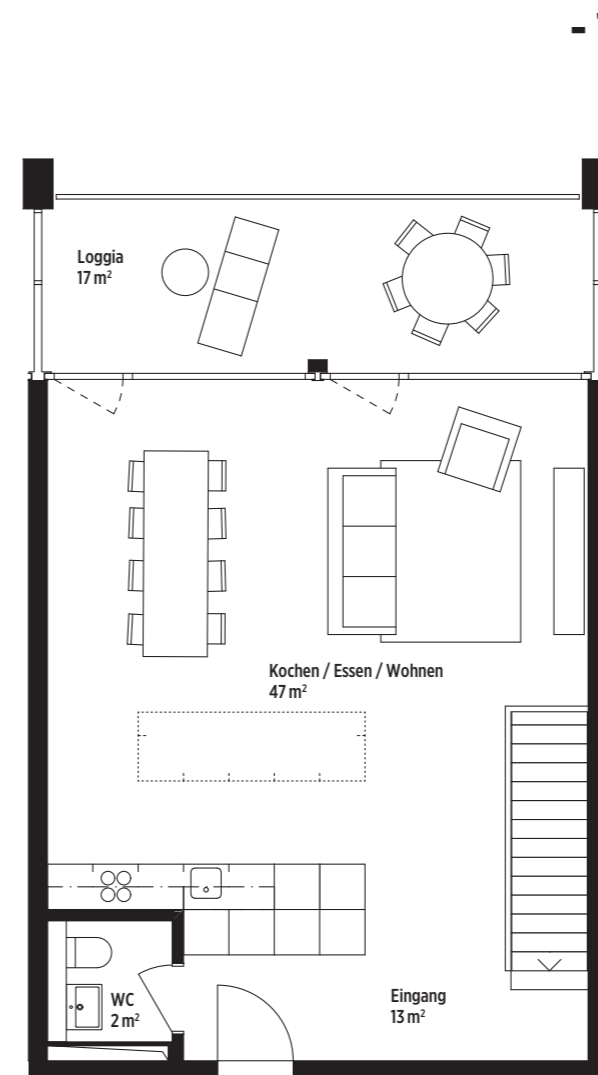 Loggia
17 m²
Kochen / Essen / Wohnen
47 m²
WC
2 m²
Eingang
13 m²